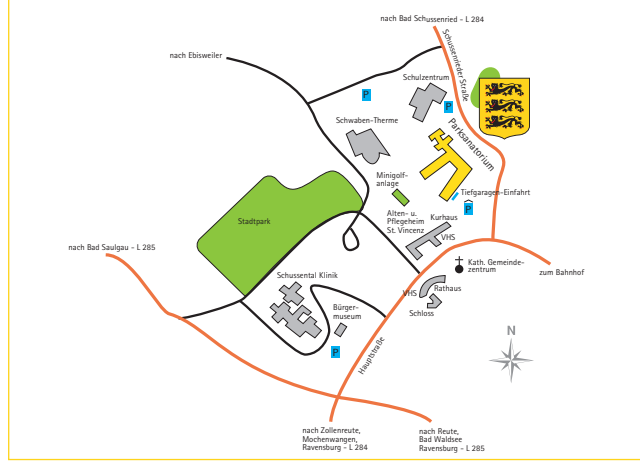 nach Bad Schussenried – L 284
Schussenrieder Straße
nach Ebisweiler
Schulzentrum
P
P
Schwaben-Therme
Parksanatorium
Minigolf-
anlage
Tiefgaragen-Einfahrt
P
Alten- u.
Pflegeheim
St. Vincenz
Kurhaus
VHS
Stadtpark
nach Bad Saulgau – L 285
Kath. Gemeinde-
zentrum
zum Bahnhof
Schussental Klinik
VHS
Rathaus
Schloss
Bürger-
museum
P
Hauptstraße
N
nach Zollenreute,
Mochenwangen,
Ravensburg – L 284
nach Reute,
Bad Waldsee
Ravensburg – L 285